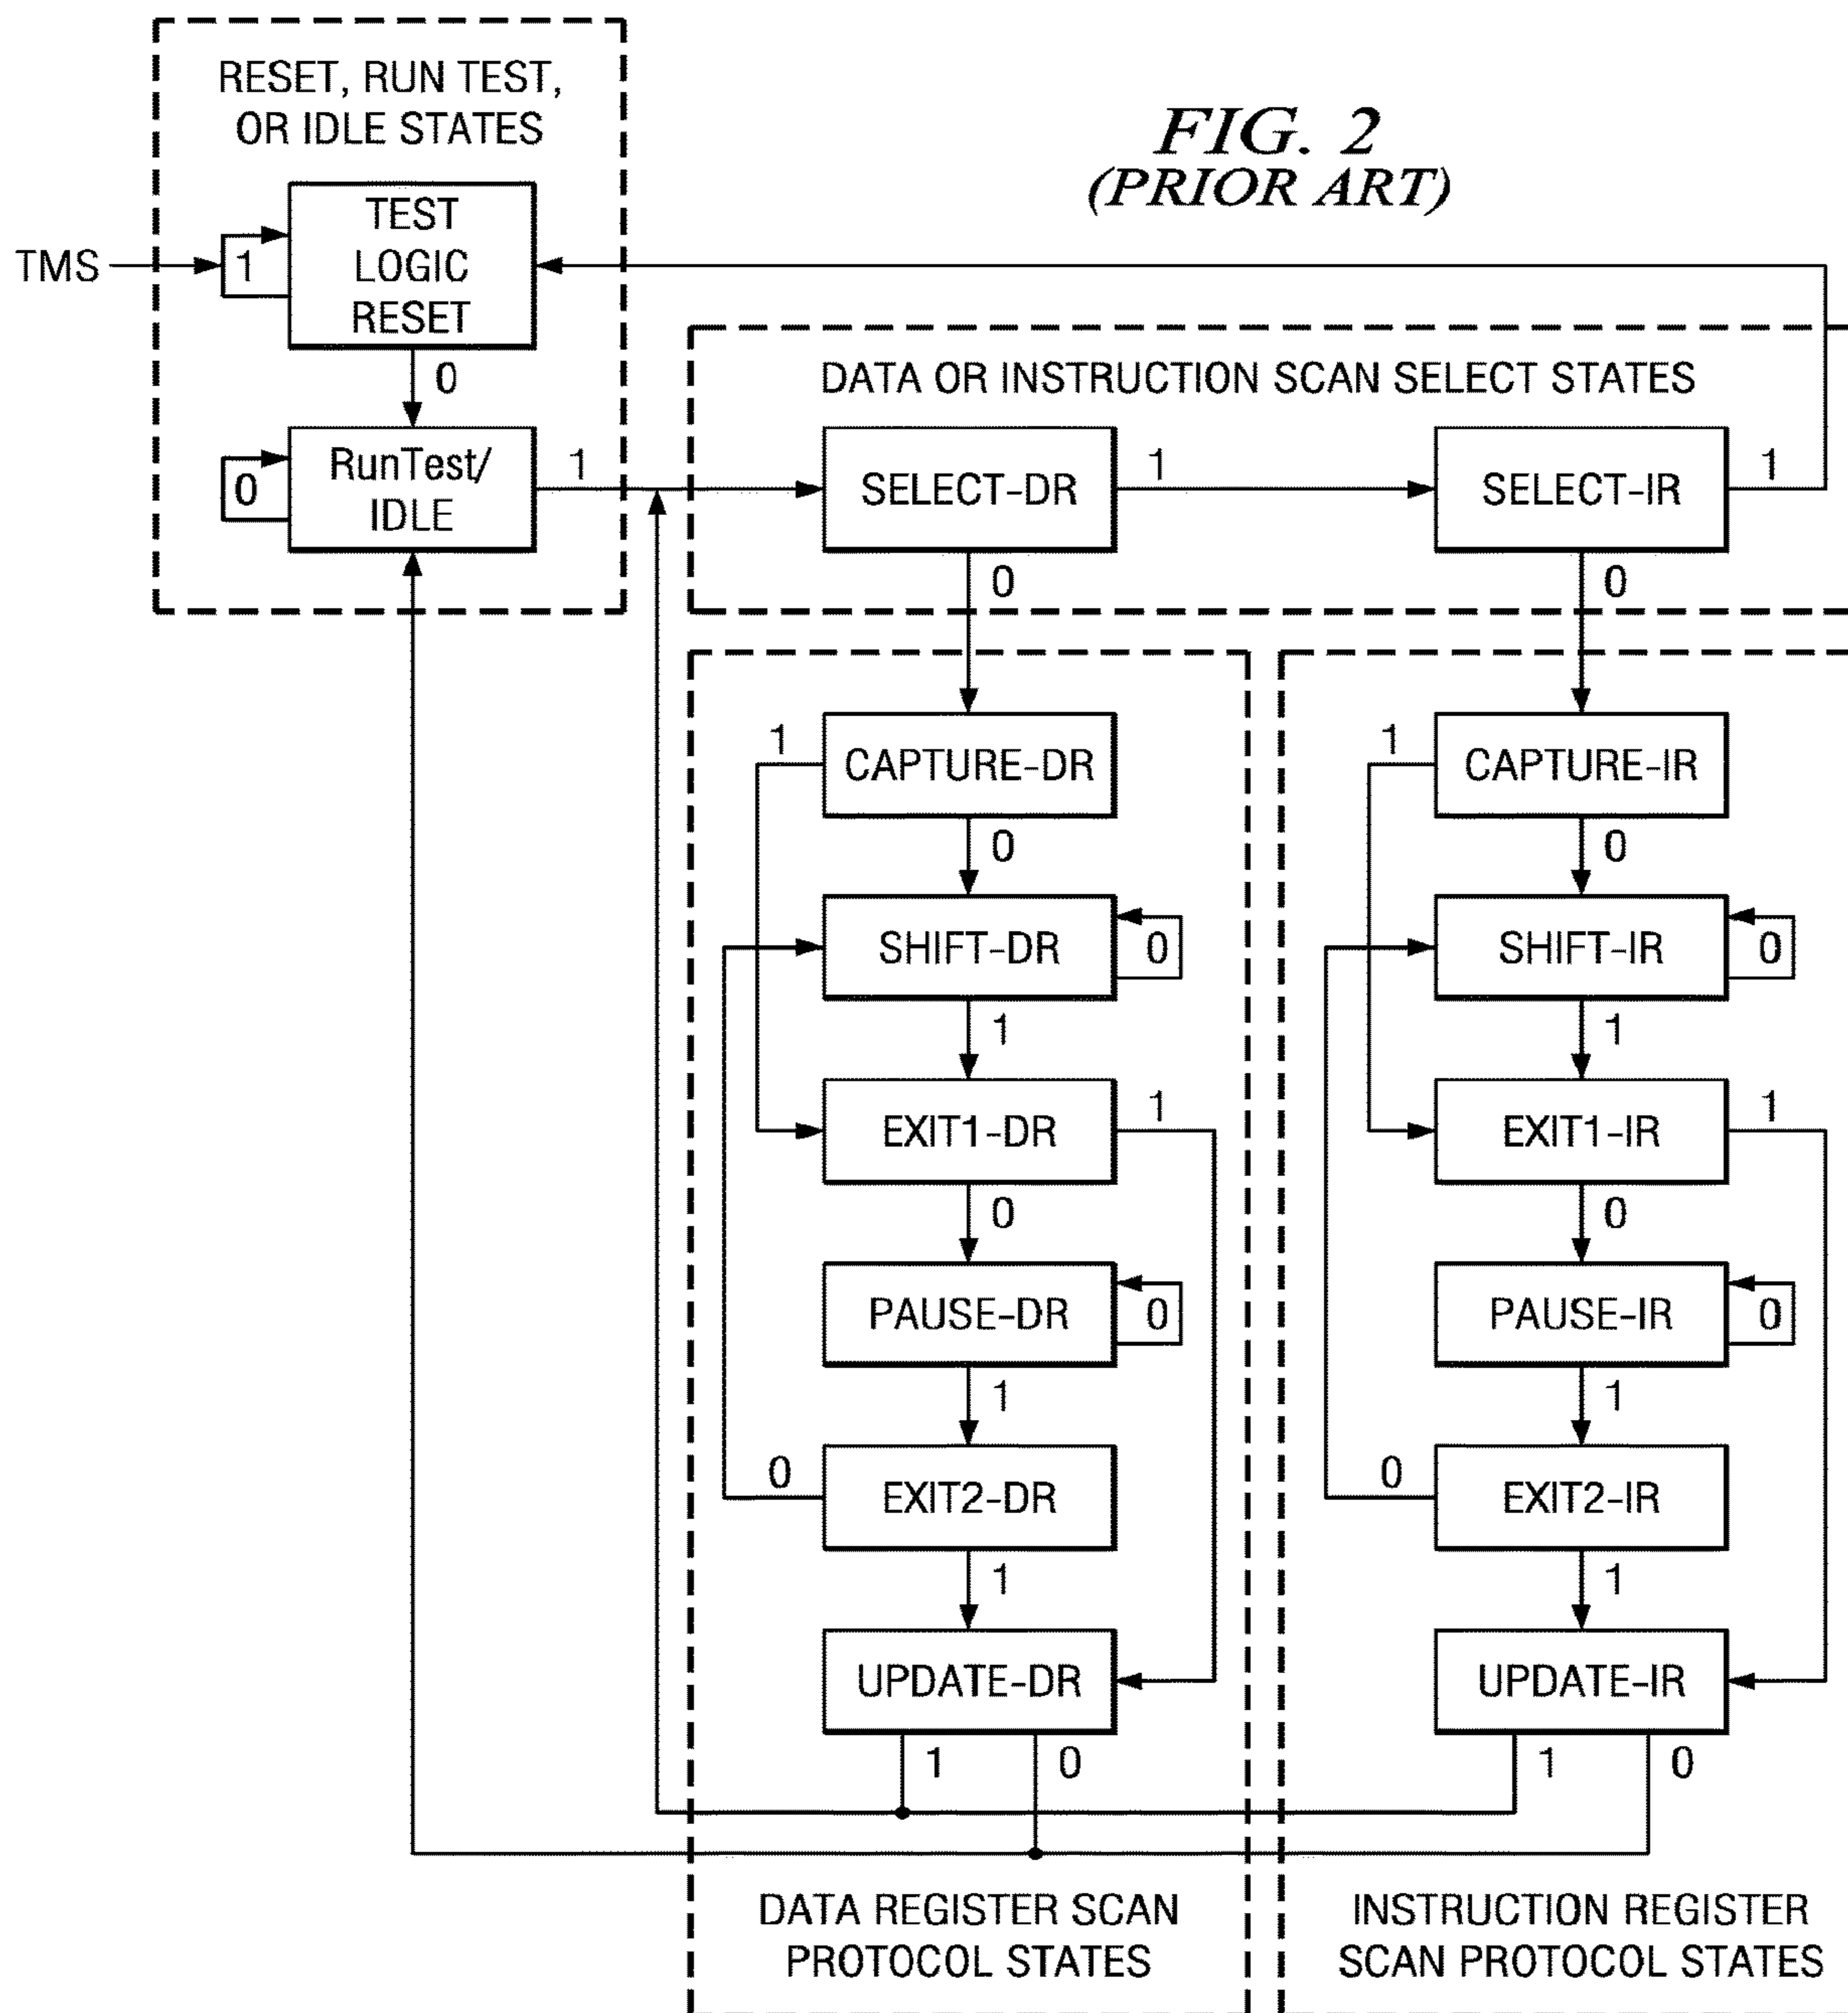 RESET, RUN TEST,
OR IDLE STATES
FIG. 2
(PRIOR ART)
TEST
LOGIC
RESET
TMS
1
0
DATA OR INSTRUCTION SCAN SELECT STATES
RunTest/
IDLE
0
1
SELECT-DR
1
SELECT-IR
1
0
0
1
CAPTURE-DR
0
SHIFT-DR
0
1
EXIT1-DR
1
0
PAUSE-DR
0
1
0
EXIT2-DR
1
UPDATE-DR
1
0
DATA REGISTER SCAN
PROTOCOL STATES
1
CAPTURE-IR
0
SHIFT-IR
0
1
EXIT1-IR
1
0
PAUSE-IR
0
1
0
EXIT2-IR
1
UPDATE-IR
1
0
INSTRUCTION REGISTER
SCAN PROTOCOL STATES